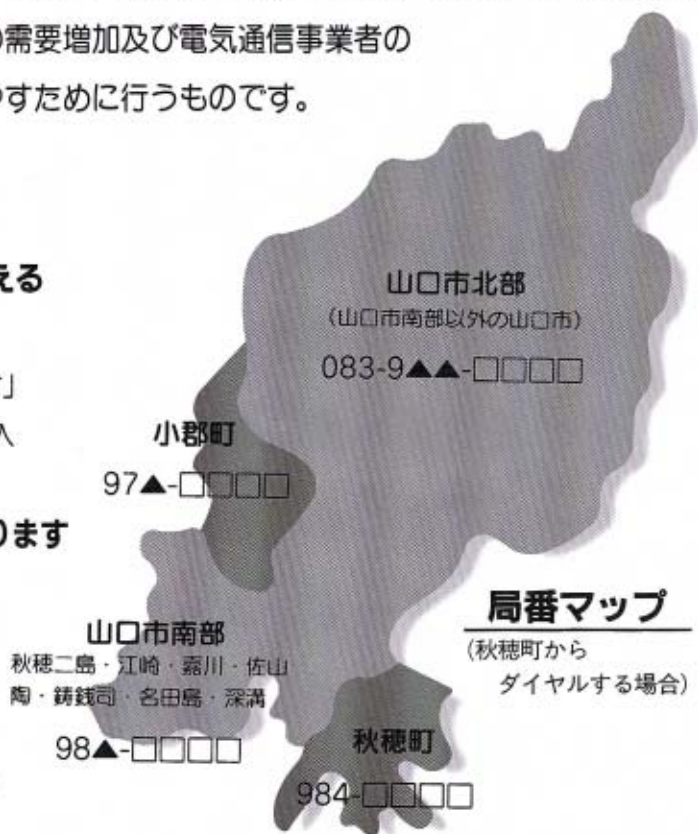 の需要増加及び電気通信事業者の
やすために行うものです。
える
」
入
ります
山口市北部
(山口市南部以外の山口市)
083-9▲▲-□□□□
小郡町
97▲-□□□□
山口市南部
秋穂二島・江崎・嘉川・佐山
陶・鋳銭司・名田島・深溝
98▲-□□□□
局番マップ
(秋穂町から
ダイヤルする場合)
秋穂町
984-□□□□